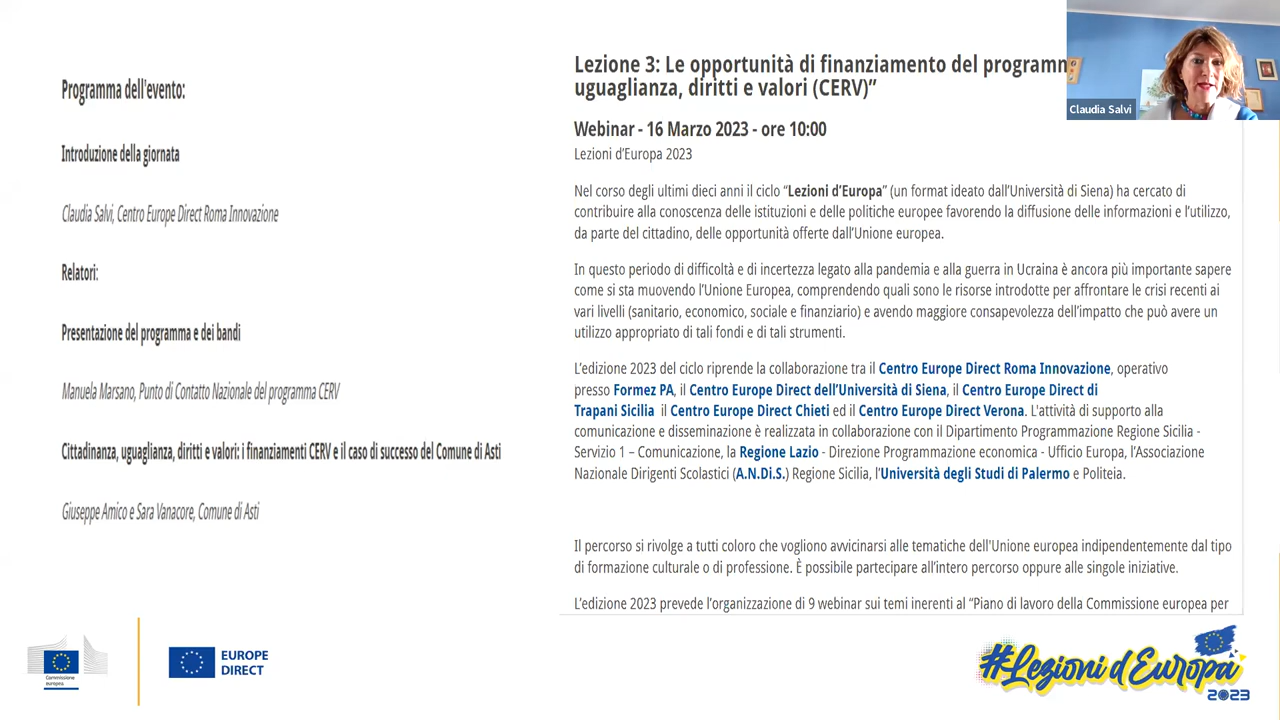 Programma dell'evento:
Introduzione della giornata
Claudia Salvi, Centro Europe Direct Roma Innovazione
Relatori:
Presentazione del programma e dei bandi
Manuela Marsano, Punto di Contatto Nazionale del programma CERV
Cittadinanza, uguaglianza, diritti e valori: i finanziamenti CERV e il caso di successo del Comune di Asti
Giuseppe Amico e Sara Vanacore, Comune di Asti
Lezione 3: Le opportunità di finanziamento del programm
uguaglianza, diritti e valori (CERV)”
Webinar - 16 Marzo 2023 - ore 10:00
Lezioni d’Europa 2023
Nel corso degli ultimi dieci anni il ciclo “Lezioni d’Europa” (un format ideato dall’Università di Siena) ha cercato di
contribuire alla conoscenza delle istituzioni e delle politiche europee favorendo la diffusione delle informazioni e l’utilizzo,
da parte del cittadino, delle opportunità offerte dall’Unione europea.
In questo periodo di difficoltà e di incertezza legato alla pandemia e alla guerra in Ucraina è ancora più importante sapere
come si sta muovendo l’Unione Europea, comprendendo quali sono le risorse introdotte per affrontare le crisi recenti ai
vari livelli (sanitario, economico, sociale e finanziario) e avendo maggiore consapevolezza dell’impatto che può avere un
utilizzo appropriato di tali fondi e di tali strumenti.
L’edizione 2023 del ciclo riprende la collaborazione tra il Centro Europe Direct Roma Innovazione, operativo
presso Formez PA, il Centro Europe Direct dell’Università di Siena, il Centro Europe Direct di
Trapani Sicilia il Centro Europe Direct Chieti ed il Centro Europe Direct Verona. L'attività di supporto alla
comunicazione e disseminazione è realizzata in collaborazione con il Dipartimento Programmazione Regione Sicilia -
Servizio 1 – Comunicazione, la Regione Lazio - Direzione Programmazione economica - Ufficio Europa, l’Associazione
Nazionale Dirigenti Scolastici (A.N.Di.S.) Regione Sicilia, l’Università degli Studi di Palermo e Politeia.
Il percorso si rivolge a tutti coloro che vogliono avvicinarsi alle tematiche dell'Unione europea indipendentemente dal tipo
di formazione culturale o di professione. È possibile partecipare all’intero percorso oppure alle singole iniziative.
L’edizione 2023 prevede l’organizzazione di 9 webinar sui temi inerenti al “Piano di lavoro della Commissione europea per
Claudia Salvi
Commissione
europea
EUROPE
DIRECT
#Lezioni d'Europa
2023